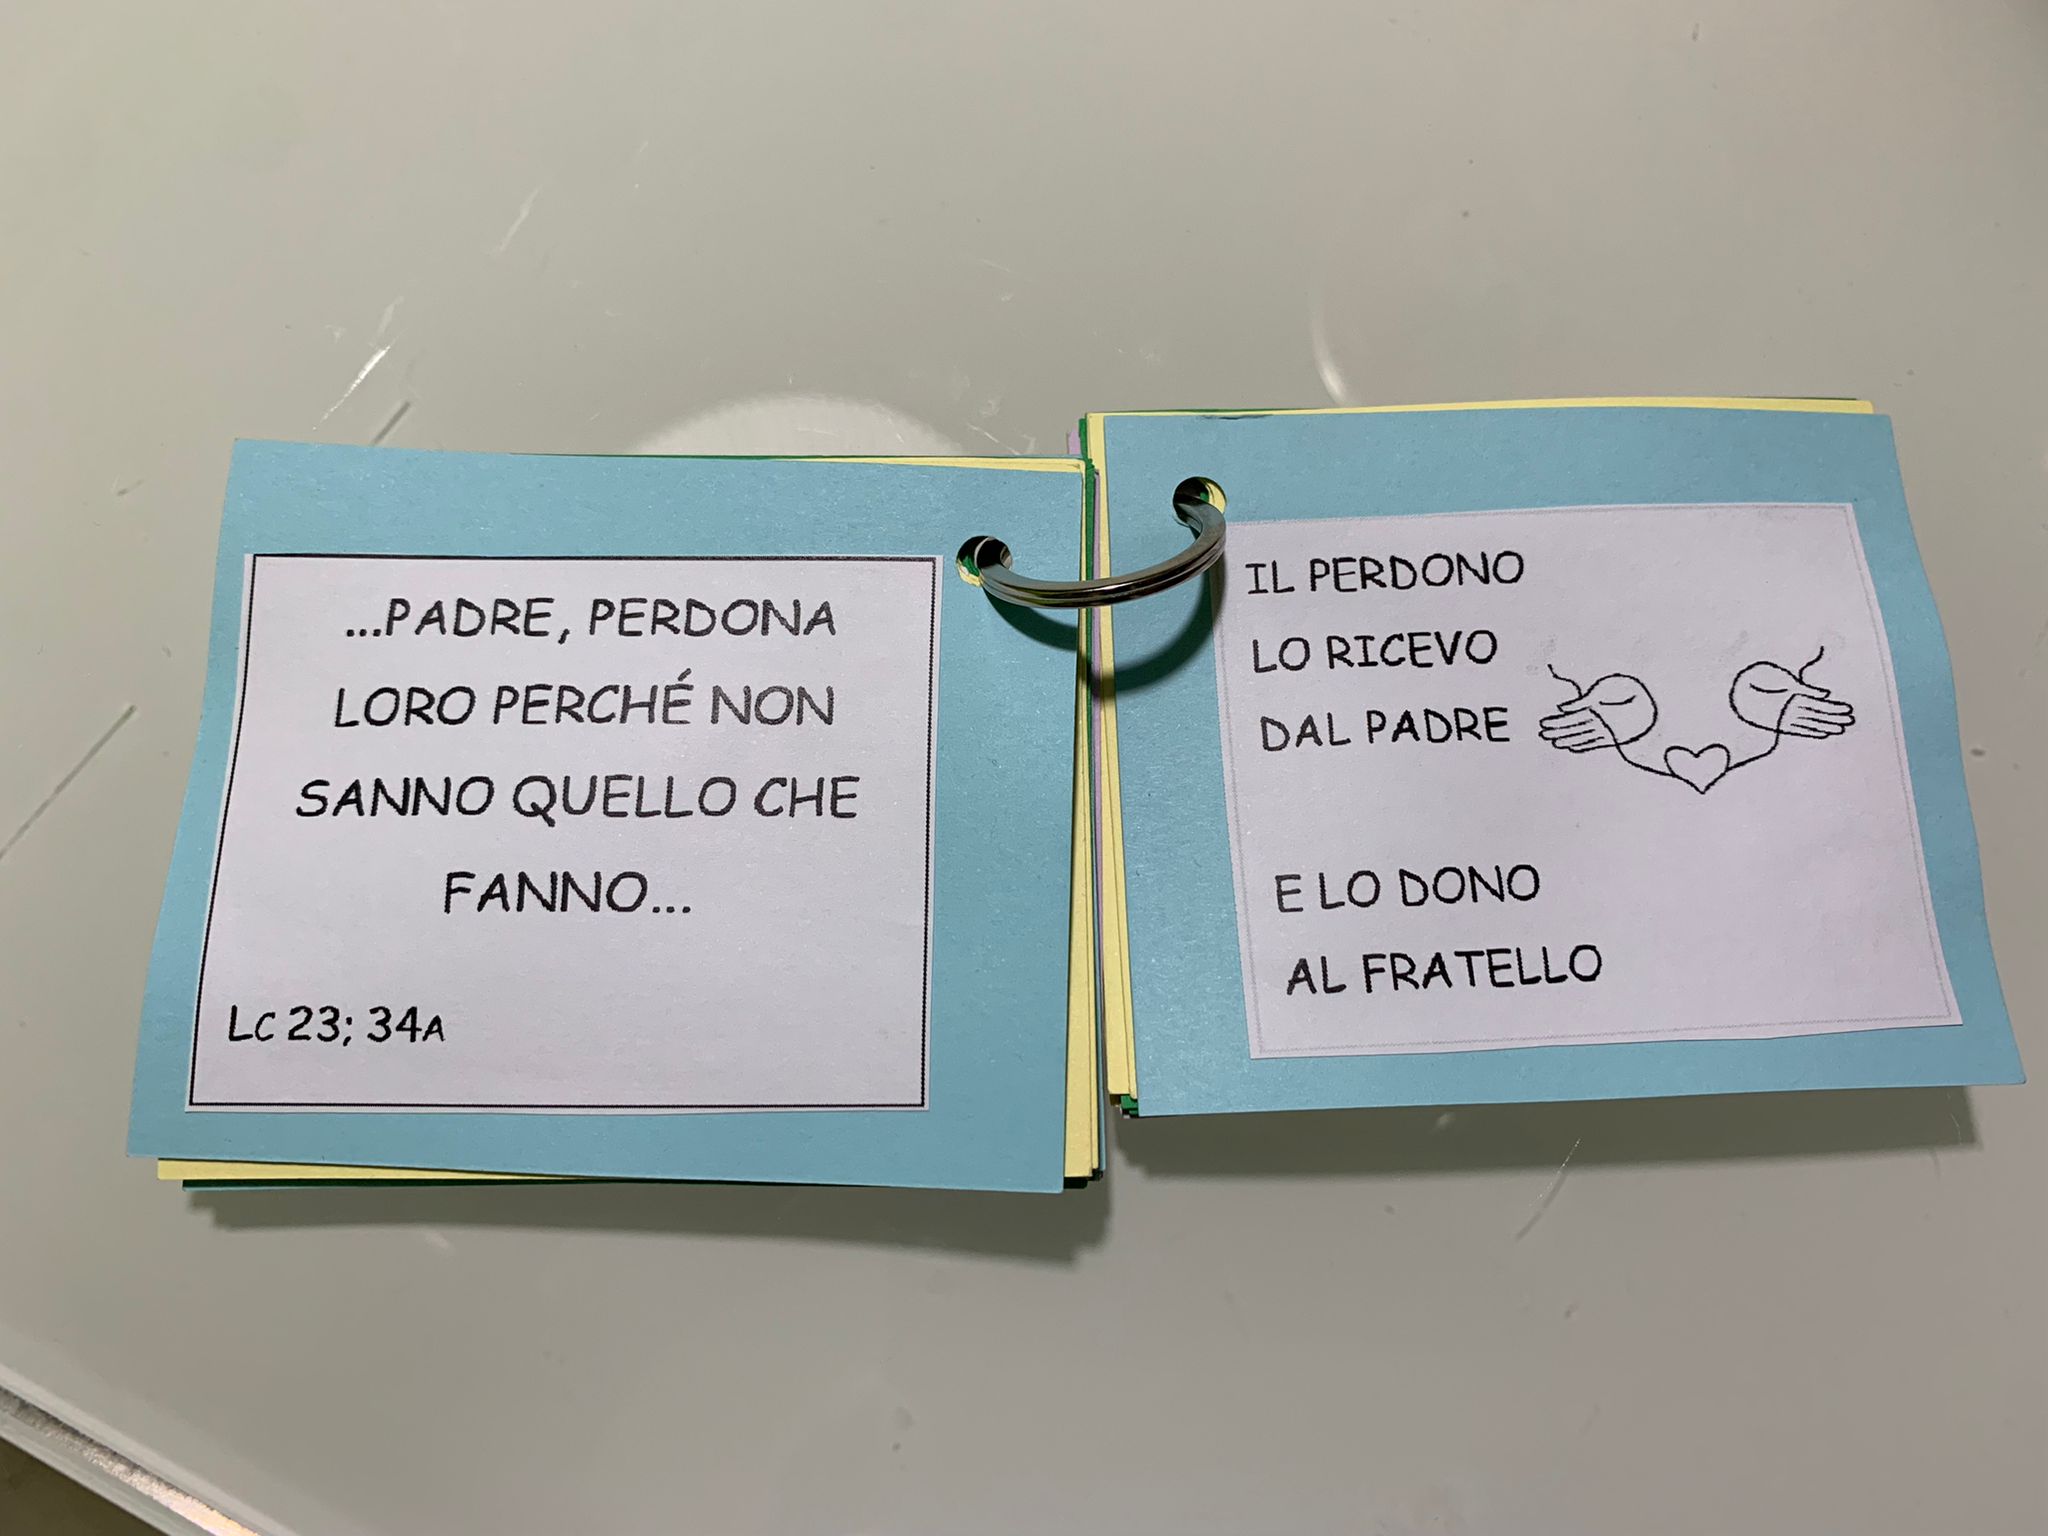 ...PADRE, PERDONA
LORO PERCHÉ NON
SANNO QUELLO CHE
FANNO...
LC 23; 34A
IL PERDONO
LO RICEVO
DAL PADRE
E LO DONO
AL FRATELLO